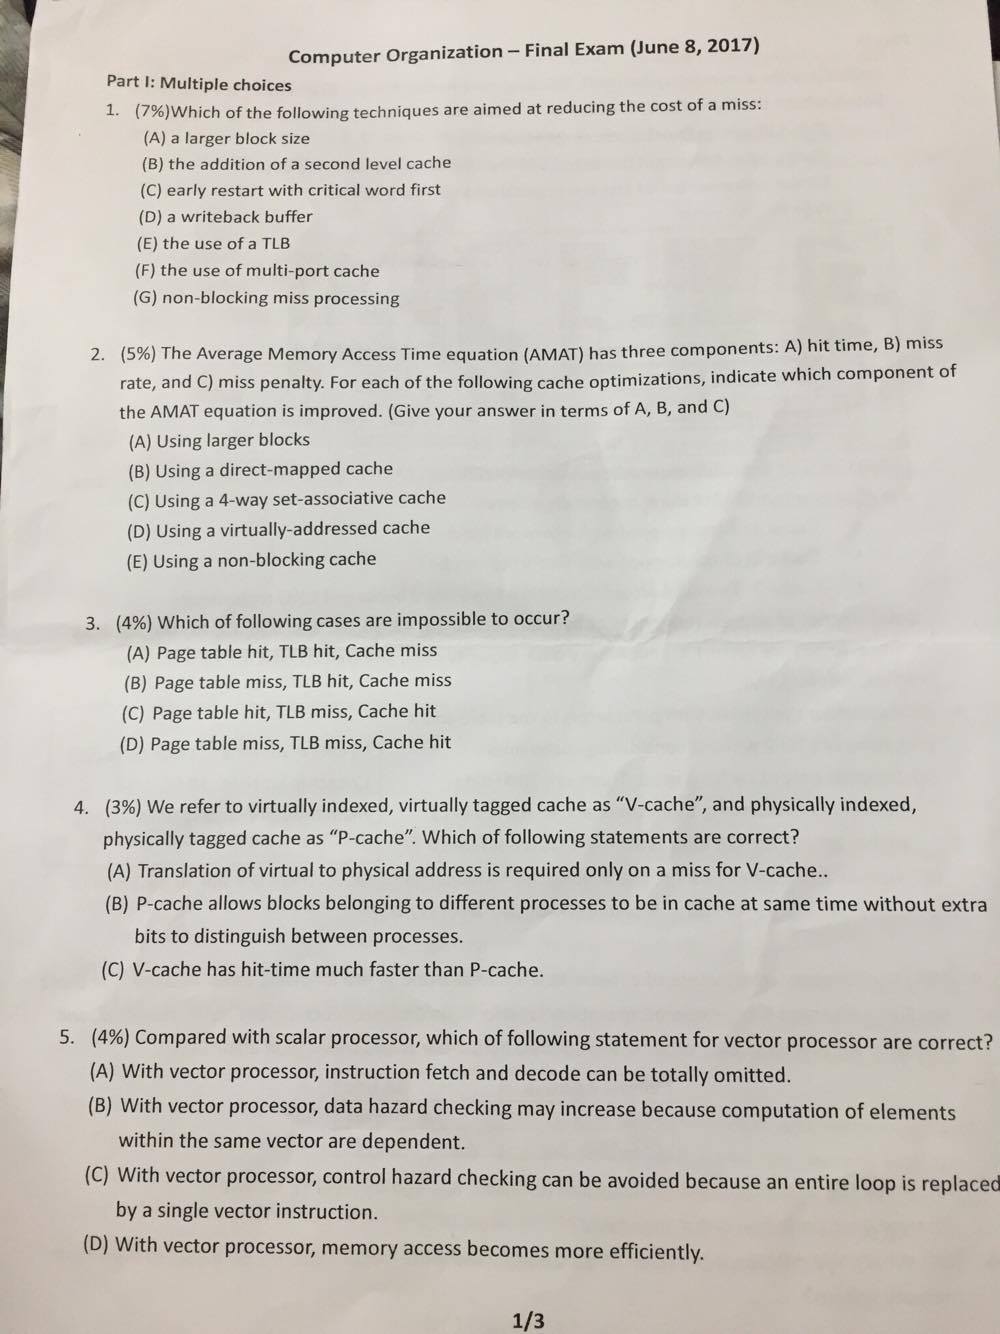 Computer Organization – Final Exam (June 8, 2017)
Part I: Multiple choices
1. (7%)Which of the following techniques are aimed at reducing the cost of a miss:
(A) a larger block size
(B) the addition of a second level cache
(C) early restart with critical word first
(D) a writeback buffer
(E) the use of a TLB
(F) the use of multi-port cache
(G) non-blocking miss processing
2. (5%) The Average Memory Access Time equation (AMAT) has three components: A) hit time, B) miss
rate, and C) miss penalty. For each of the following cache optimizations, indicate which component of
the AMAT equation is improved. (Give your answer in terms of A, B, and C)
(A) Using larger blocks
(B) Using a direct-mapped cache
(C) Using a 4-way set-associative cache
(D) Using a virtually-addressed cache
(E) Using a non-blocking cache
3. (4%) Which of following cases are impossible to occur?
(A) Page table hit, TLB hit, Cache miss
(B) Page table miss, TLB hit, Cache miss
(C) Page table hit, TLB miss, Cache hit
(D) Page table miss, TLB miss, Cache hit
4. (3%) We refer to virtually indexed, virtually tagged cache as “V-cache”, and physically indexed,
physically tagged cache as “P-cache”. Which of following statements are correct?
(A) Translation of virtual to physical address is required only on a miss for V-cache..
(B) P-cache allows blocks belonging to different processes to be in cache at same time without extra
bits to distinguish between processes.
(C) V-cache has hit-time much faster than P-cache.
5. (4%) Compared with scalar processor, which of following statement for vector processor are correct?
(A) With vector processor, instruction fetch and decode can be totally omitted.
(B) With vector processor, data hazard checking may increase because computation of elements
within the same vector are dependent.
(C) With vector processor, control hazard checking can be avoided because an entire loop is replaced
by a single vector instruction.
(D) With vector processor, memory access becomes more efficiently.
1/3